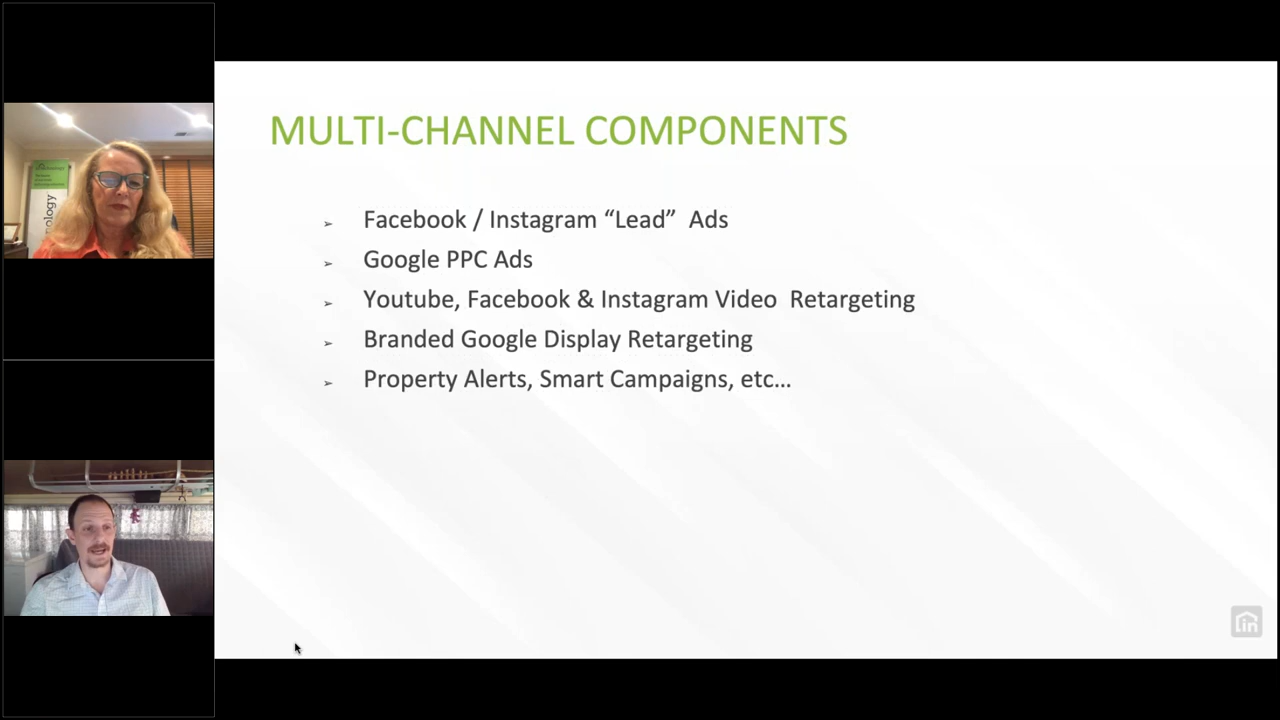 MULTI-CHANNEL COMPONENTS
➢ Facebook / Instagram “Lead”  Ads
➢ Google PPC Ads
➢ Youtube, Facebook & Instagram Video  Retargeting
➢ Branded Google Display Retargeting
➢ Property Alerts, Smart Campaigns, etc…
in